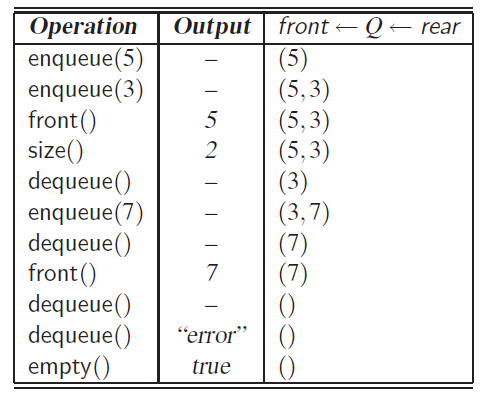 Operation Output front ← Q ← rear
enqueue(5) – (5)
enqueue(3) – (5,3)
front() 5 (5,3)
size() 2 (5,3)
dequeue() – (3)
enqueue(7) – (3,7)
dequeue() – (7)
front() 7 (7)
dequeue() – ()
dequeue() “error” ()
empty() true ()